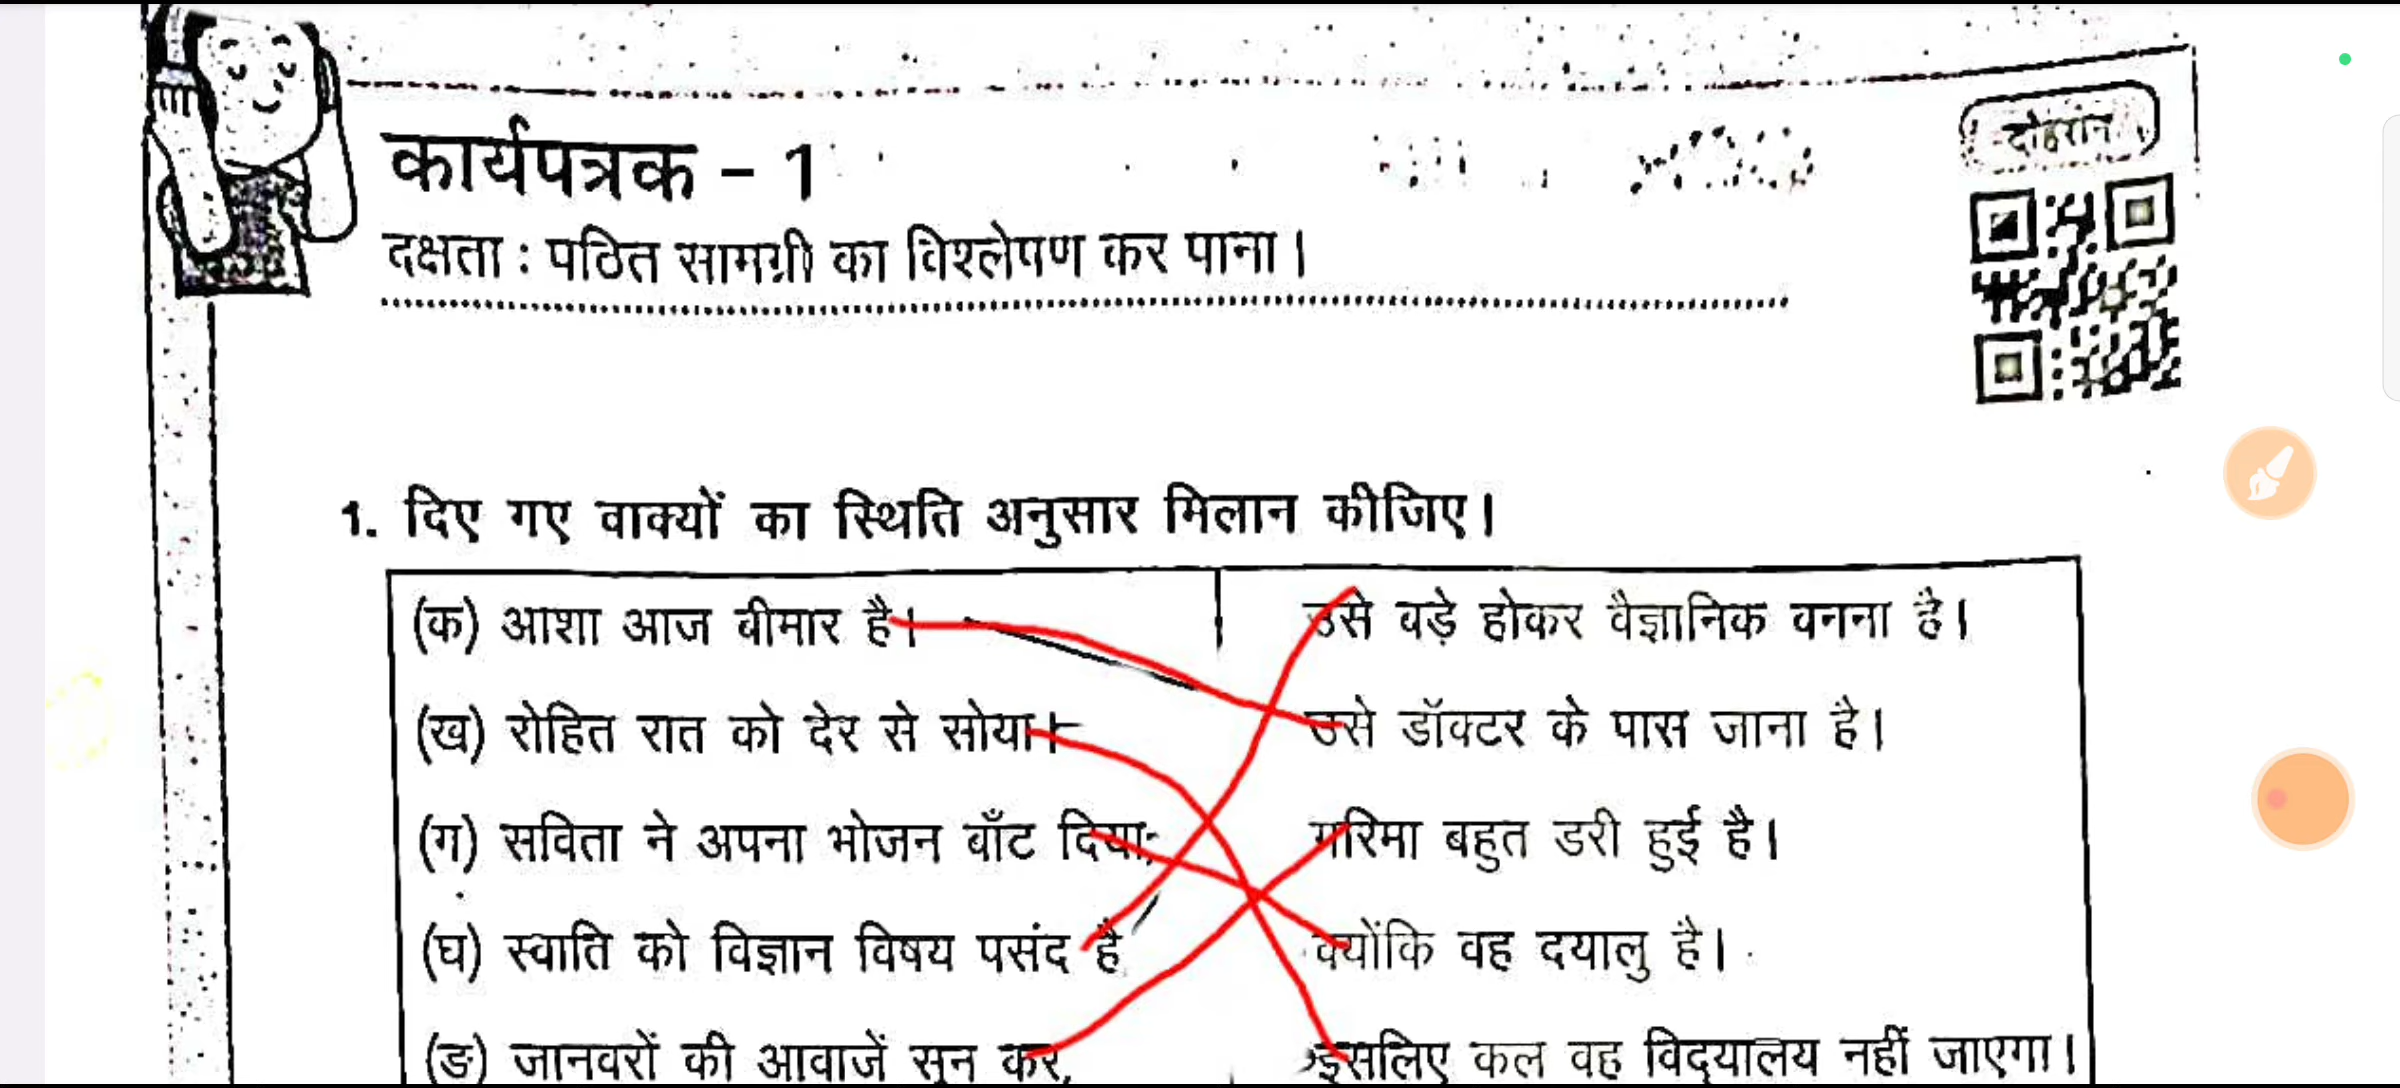 दोहरान
कार्यपत्रक - 1
दक्षता : पठित सामग्री का विश्लेषण कर पाना।
1. दिए गए वाक्यों का स्थिति अनुसार मिलान कीजिए।
(क) आशा आज बीमार है। उसे बड़े होकर वैज्ञानिक बनना है।
(ख) रोहित रात को देर से सोया। उसे डॉक्टर के पास जाना है।
(ग) सविता ने अपना भोजन बाँट दिया, गरिमा बहुत डरी हुई है।
(घ) स्वाति को विज्ञान विषय पसंद है क्योंकि वह दयालु है।
(ङ) जानवरों की आवाजें सुन कर, इसलिए कल वह विद्यालय नहीं जाएगा।